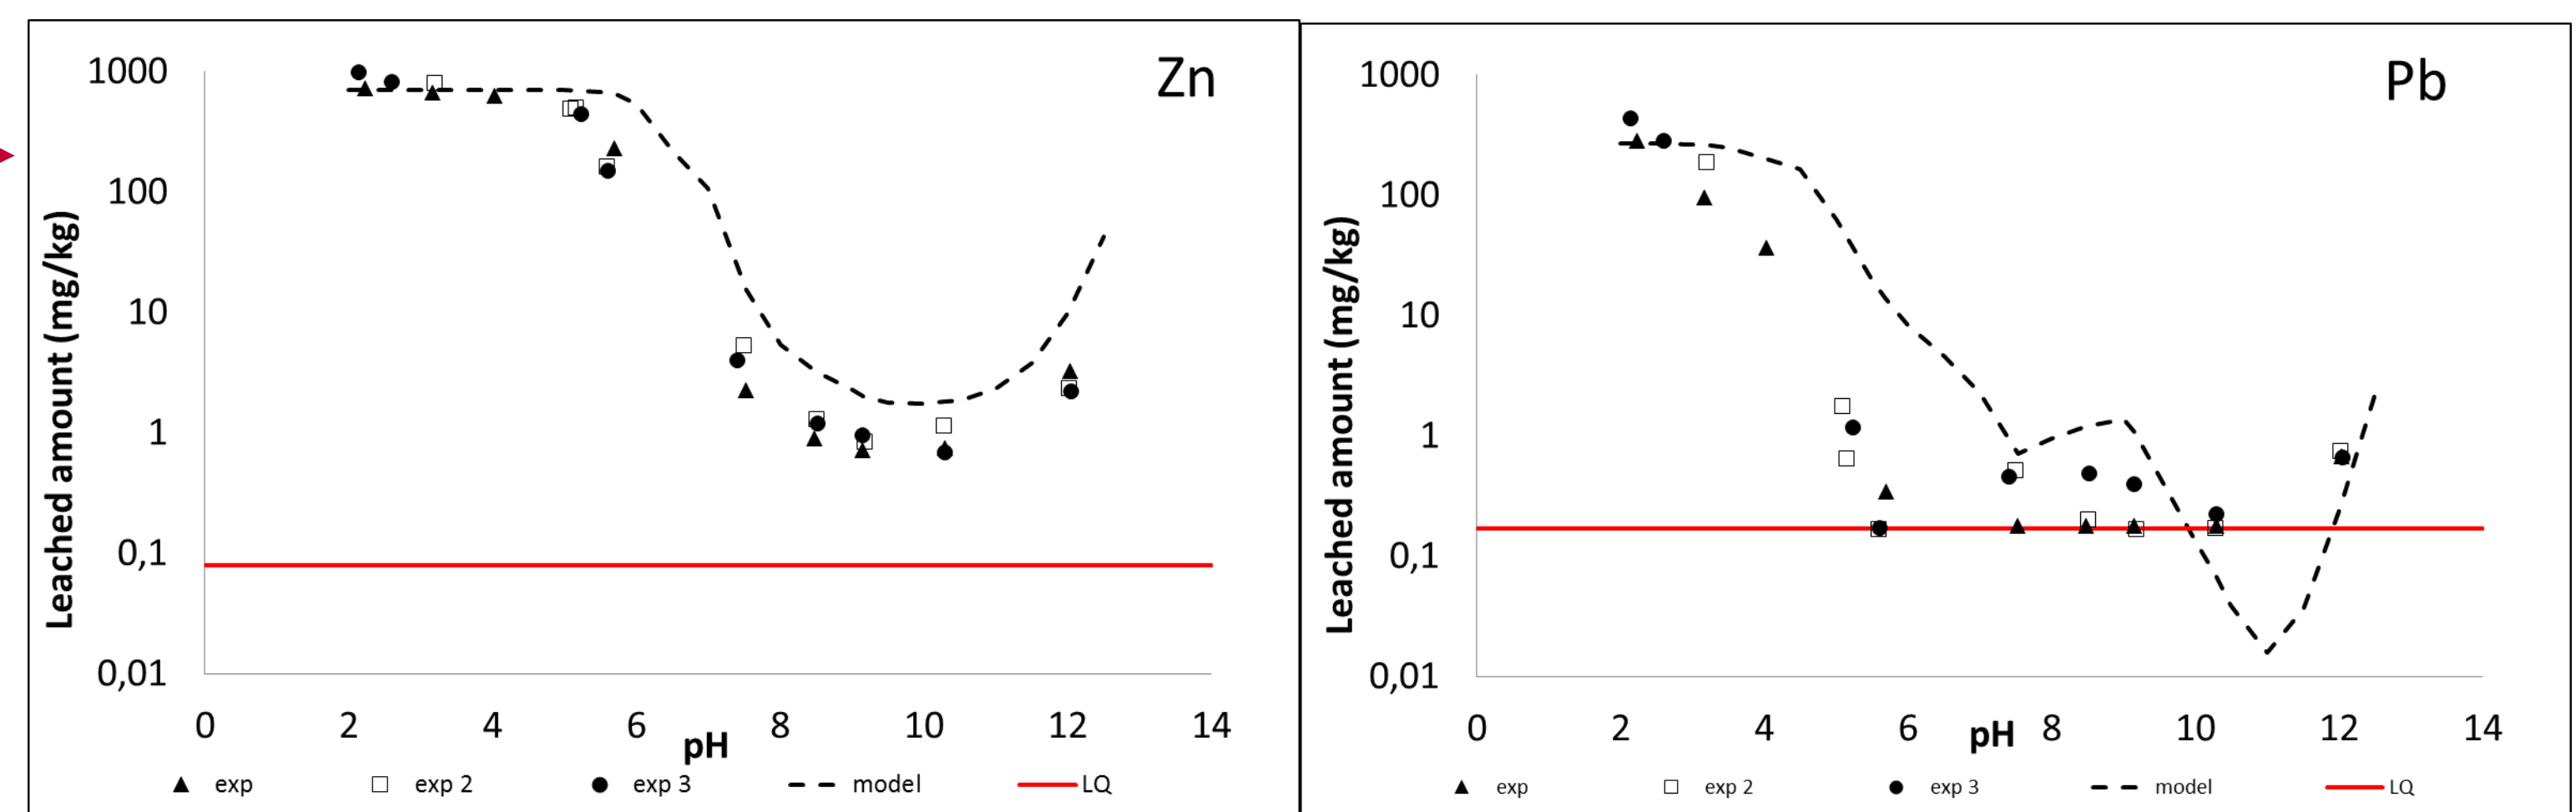 Zn
Leached amount (mg/kg)
1000
100
10
1
0,1
0,01
0 2 4 6 8 10 12 14
pH
exp exp 2 exp 3 model LQ
Pb
Leached amount (mg/kg)
1000
100
10
1
0,1
0,01
0 2 4 6 8 10 12 14
pH
exp exp 2 exp 3 model LQ